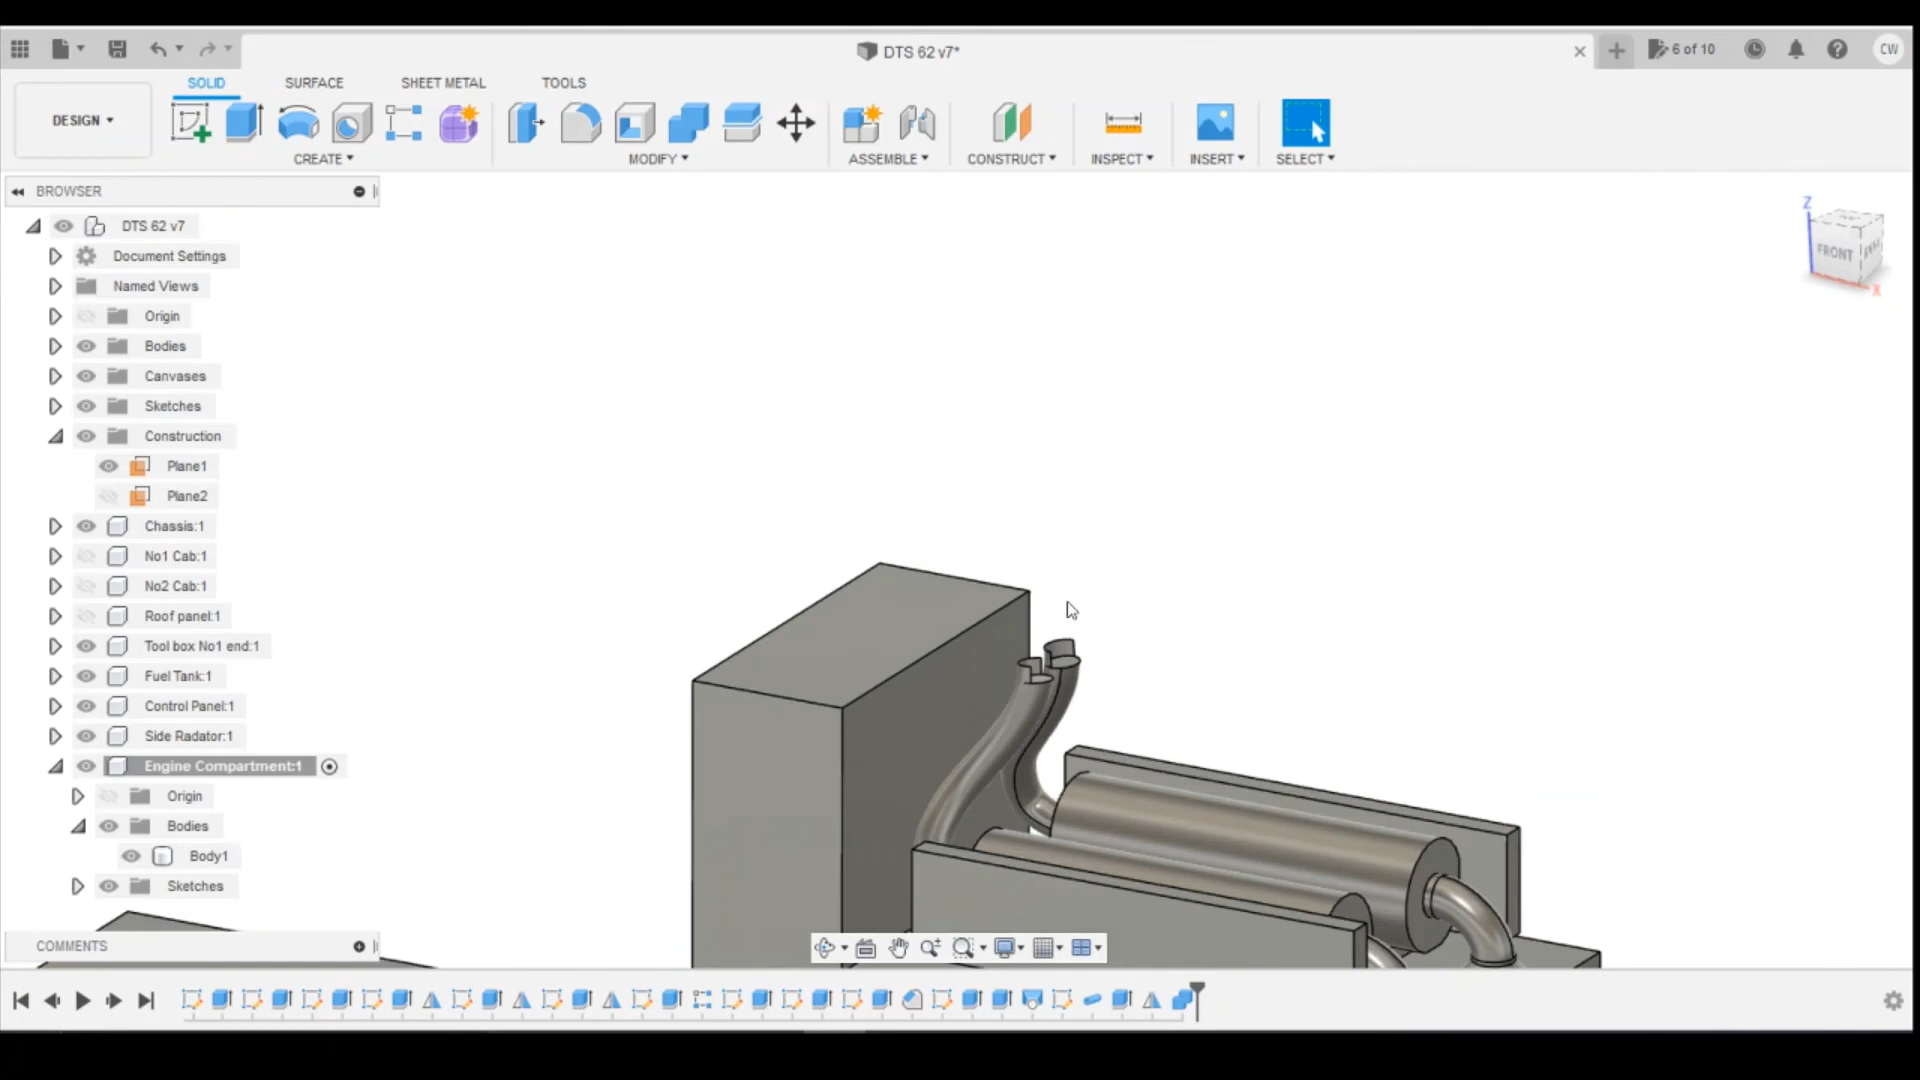 DTS 62 v7*
6 of 10
CW
SOLID
SURFACE
SHEET METAL
TOOLS
DESIGN
CREATE
MODIFY
ASSEMBLE
CONSTRUCT
INSPECT
INSERT
SELECT
BROWSER
DTS 62 v7
Document Settings
Named Views
Origin
Bodies
Canvases
Sketches
Construction
Plane1
Plane2
Chassis:1
No1 Cab:1
No2 Cab:1
Roof panel:1
Tool box No1 end:1
Fuel Tank:1
Control Panel:1
Side Radator:1
Engine Compartment:1
Origin
Bodies
Body1
Sketches
COMMENTS
Z
FRONT
X